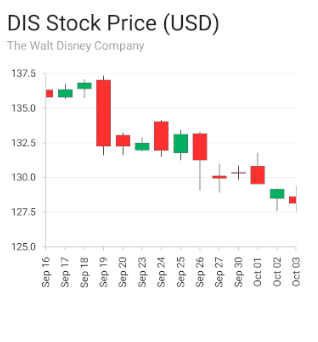 DIS Stock Price (USD)
The Walt Disney Company
137.5
135.0
132.5
130.0
127.5
125.0
Sep 16
Sep 17
Sep 18
Sep 19
Sep 20
Sep 23
Sep 24
Sep 25
Sep 26
Sep 27
Sep 30
Oct 01
Oct 02
Oct 03